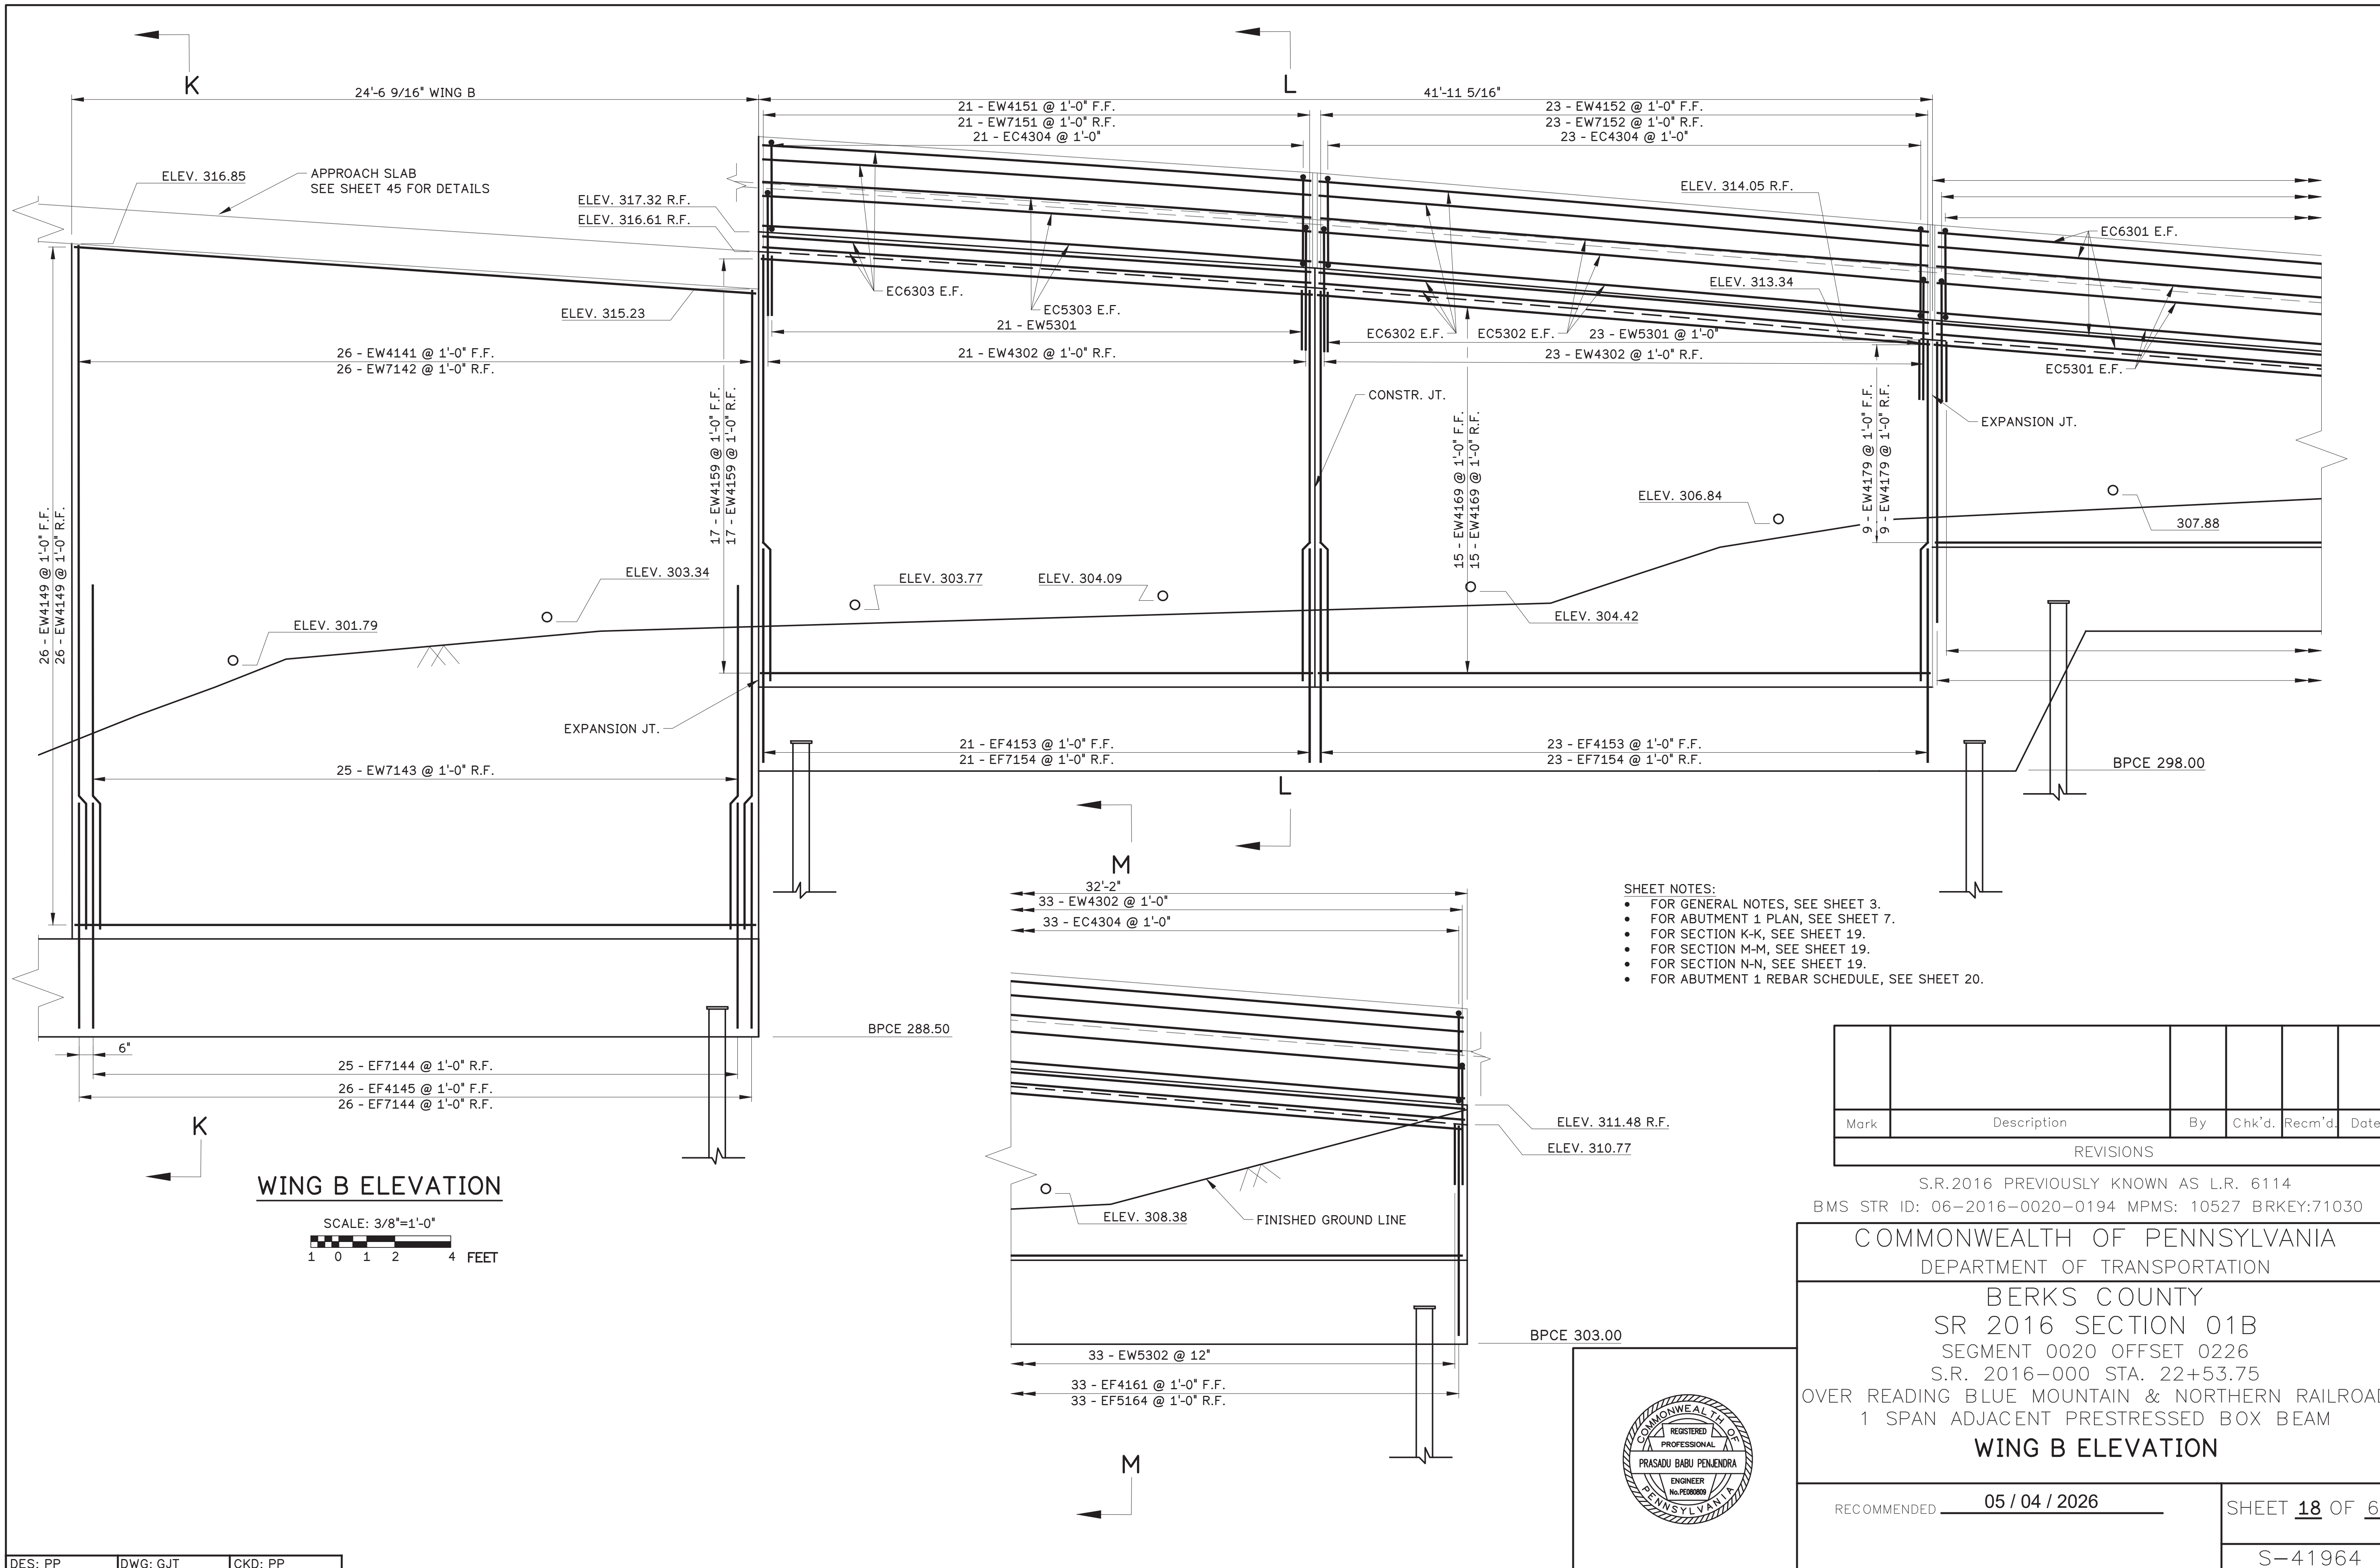 K
L
24'-6 9/16" WING B
41'-11 5/16"
21 - EW4151 @ 1'-0" F.F.
21 - EW7151 @ 1'-0" R.F.
21 - EC4304 @ 1'-0"
23 - EW4152 @ 1'-0" F.F.
23 - EW7152 @ 1'-0" R.F.
23 - EC4304 @ 1'-0"
ELEV. 316.85
APPROACH SLAB
SEE SHEET 45 FOR DETAILS
ELEV. 317.32 R.F.
ELEV. 316.61 R.F.
ELEV. 314.05 R.F.
EC6301 E.F.
ELEV. 315.23
EC6303 E.F.
EC5303 E.F.
21 - EW5301
ELEV. 313.34
EC6302 E.F.
EC5302 E.F.
23 - EW5301 @ 1'-0"
26 - EW4141 @ 1'-0" F.F.
26 - EW7142 @ 1'-0" R.F.
21 - EW4302 @ 1'-0" R.F.
23 - EW4302 @ 1'-0" R.F.
EC5301 E.F.
CONSTR. JT.
EXPANSION JT.
26 - EW4149 @ 1'-0" F.F.
26 - EW4149 @ 1'-0" R.F.
17 - EW4159 @ 1'-0" F.F.
17 - EW4159 @ 1'-0" R.F.
15 - EW4169 @ 1'-0" F.F.
15 - EW4169 @ 1'-0" R.F.
9 - EW4179 @ 1'-0" F.F.
9 - EW4179 @ 1'-0" R.F.
ELEV. 306.84
307.88
ELEV. 301.79
ELEV. 303.34
ELEV. 303.77
ELEV. 304.09
ELEV. 304.42
EXPANSION JT.
25 - EW7143 @ 1'-0" R.F.
21 - EF4153 @ 1'-0" F.F.
21 - EF7154 @ 1'-0" R.F.
23 - EF4153 @ 1'-0" F.F.
23 - EF7154 @ 1'-0" R.F.
BPCE 298.00
L
M
BPCE 288.50
6"
25 - EF7144 @ 1'-0" R.F.
26 - EF4145 @ 1'-0" F.F.
26 - EF7144 @ 1'-0" R.F.
K
WING B ELEVATION
SCALE: 3/8"=1'-0"
1 0 1 2 4 FEET
32'-2"
33 - EW4302 @ 1'-0"
33 - EC4304 @ 1'-0"
ELEV. 311.48 R.F.
ELEV. 310.77
ELEV. 308.38
FINISHED GROUND LINE
BPCE 303.00
33 - EW5302 @ 12"
33 - EF4161 @ 1'-0" F.F.
33 - EF5164 @ 1'-0" R.F.
M
SHEET NOTES:
• FOR GENERAL NOTES, SEE SHEET 3.
• FOR ABUTMENT 1 PLAN, SEE SHEET 7.
• FOR SECTION K-K, SEE SHEET 19.
• FOR SECTION M-M, SEE SHEET 19.
• FOR SECTION N-N, SEE SHEET 19.
• FOR ABUTMENT 1 REBAR SCHEDULE, SEE SHEET 20.
Mark Description By Chk'd. Recm'd. Date
REVISIONS
S.R.2016 PREVIOUSLY KNOWN AS L.R. 6114
BMS STR ID: 06-2016-0020-0194 MPMS: 10527 BRKEY:71030
COMMONWEALTH OF PENNSYLVANIA
DEPARTMENT OF TRANSPORTATION
BERKS COUNTY
SR 2016 SECTION 01B
SEGMENT 0020 OFFSET 0226
S.R. 2016-000 STA. 22+53.75
OVER READING BLUE MOUNTAIN & NORTHERN RAILROAD
1 SPAN ADJACENT PRESTRESSED BOX BEAM
WING B ELEVATION
COMMONWEALTH OF
REGISTERED
PROFESSIONAL
PRASADU BABU PENJENDRA
ENGINEER
No.PE080809
PENNSYLVANIA
RECOMMENDED 05 / 04 / 2026
SHEET 18 OF 6
S-41964
DES: PP DWG: GJT CKD: PP